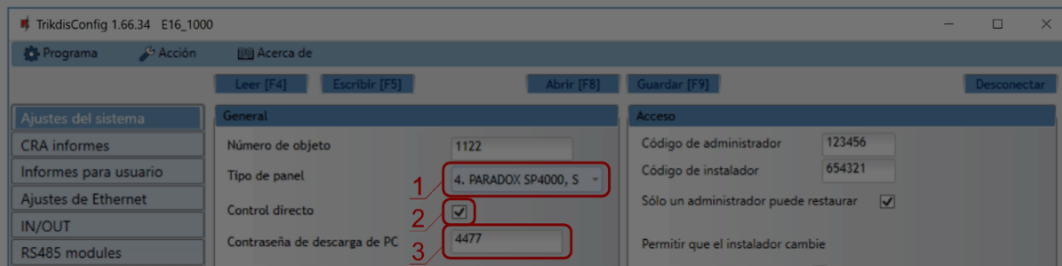 TrikdisConfig 1.66.34 E16_1000
Programa Acción Acerca de
Leer [F4] Escribir [F5] Abrir [F8] Guardar [F9] Desconectar
Ajustes del sistema
CRA informes
Informes para usuario
Ajustes de Ethernet
IN/OUT
RS485 modules
General
Número de objeto 1122
Tipo de panel 1 4. PARADOX SP4000, S
Control directo 2
Contraseña de descarga de PC 3 4477
Acceso
Código de administrador 123456
Código de instalador 654321
Sólo un administrador puede restaurar
Permitir que el instalador cambie